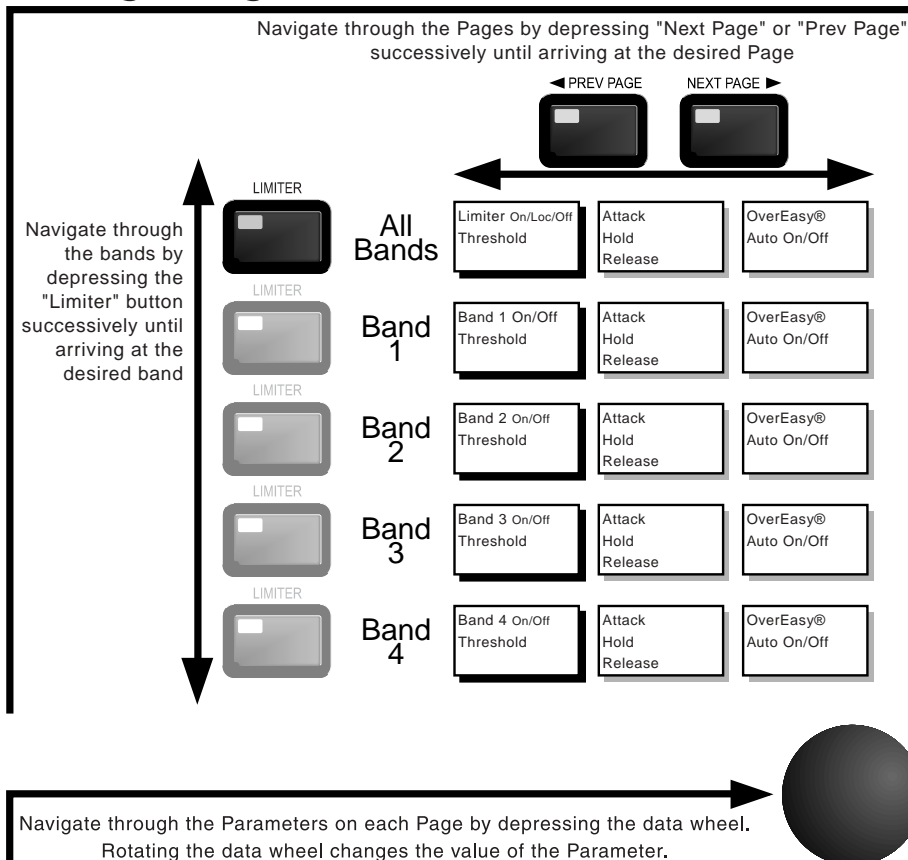 Navigate through the Pages by depressing "Next Page" or "Prev Page"
successively until arriving at the desired Page
◄ PREV PAGE NEXT PAGE ►
Navigate through
the bands by
depressing the
"Limiter" button
successively until
arriving at the
desired band
LIMITER
All
Bands
Limiter On/Loc/Off
Threshold
Attack
Hold
Release
OverEasy®
Auto On/Off
LIMITER
Band
1
Band 1 On/Off
Threshold
Attack
Hold
Release
OverEasy®
Auto On/Off
LIMITER
Band
2
Band 2 On/Off
Threshold
Attack
Hold
Release
OverEasy®
Auto On/Off
LIMITER
Band
3
Band 3 On/Off
Threshold
Attack
Hold
Release
OverEasy®
Auto On/Off
LIMITER
Band
4
Band 4 On/Off
Threshold
Attack
Hold
Release
OverEasy®
Auto On/Off
Navigate through the Parameters on each Page by depressing the data wheel.
Rotating the data wheel changes the value of the Parameter.